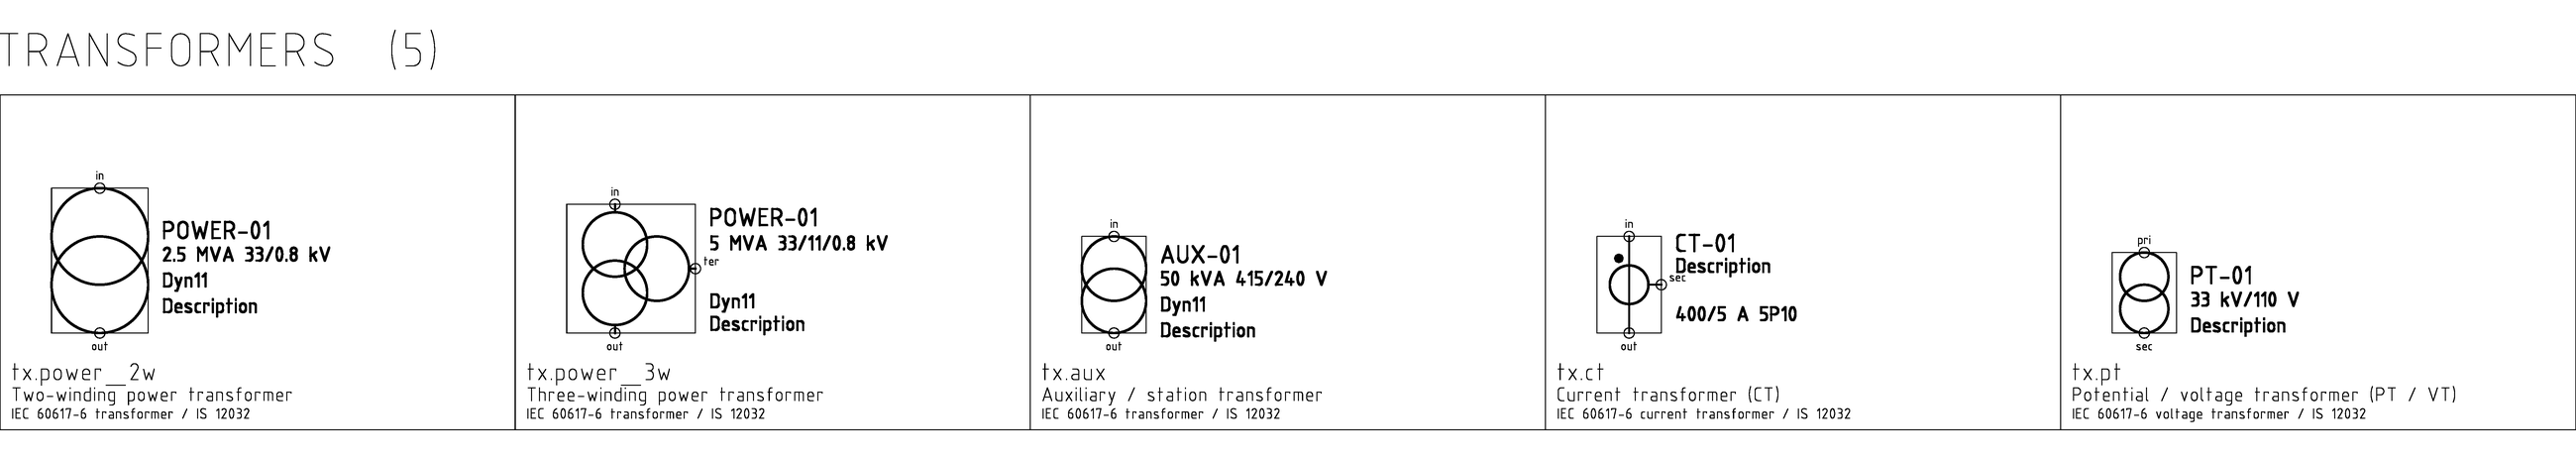 TRANSFORMERS (5)
in
POWER-01
2.5 MVA 33/0.8 kV
Dyn11
Description
out
tx.power_2w
Two-winding power transformer
IEC 60617-6 transformer / IS 12032
in
POWER-01
5 MVA 33/11/0.8 kV
ter
Dyn11
Description
out
tx.power_3w
Three-winding power transformer
IEC 60617-6 transformer / IS 12032
in
AUX-01
50 kVA 415/240 V
Dyn11
Description
out
tx.aux
Auxiliary / station transformer
IEC 60617-6 transformer / IS 12032
in
CT-01
Description
sec
400/5 A 5P10
out
tx.ct
Current transformer (CT)
IEC 60617-6 current transformer / IS 12032
pri
PT-01
33 kV/110 V
Description
sec
tx.pt
Potential / voltage transformer (PT / VT)
IEC 60617-6 voltage transformer / IS 12032